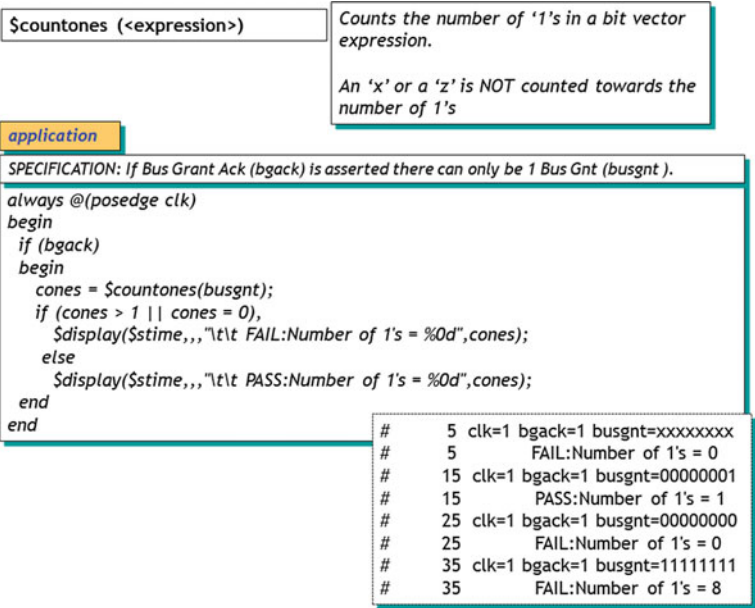 $countones (<expression>)
Counts the number of ‘1’s in a bit vector
expression.
An ‘x’ or a ‘z’ is NOT counted towards the
number of 1’s
application
SPECIFICATION: If Bus Grant Ack (bgack) is asserted there can only be 1 Bus Gnt (busgnt ).
always @(posedge clk)
begin
if (bgack)
begin
cones = $countones(busgnt);
if (cones > 1 || cones = 0),
$display($stime,,,"\t\t FAIL:Number of 1's = %0d",cones);
else
$display($stime,,,"\t\t PASS:Number of 1's = %0d",cones);
end
end
# 5 clk=1 bgack=1 busgnt=xxxxxxxx
# 5 FAIL:Number of 1's = 0
# 15 clk=1 bgack=1 busgnt=00000001
# 15 PASS:Number of 1's = 1
# 25 clk=1 bgack=1 busgnt=00000000
# 25 FAIL:Number of 1's = 0
# 35 clk=1 bgack=1 busgnt=11111111
# 35 FAIL:Number of 1's = 8